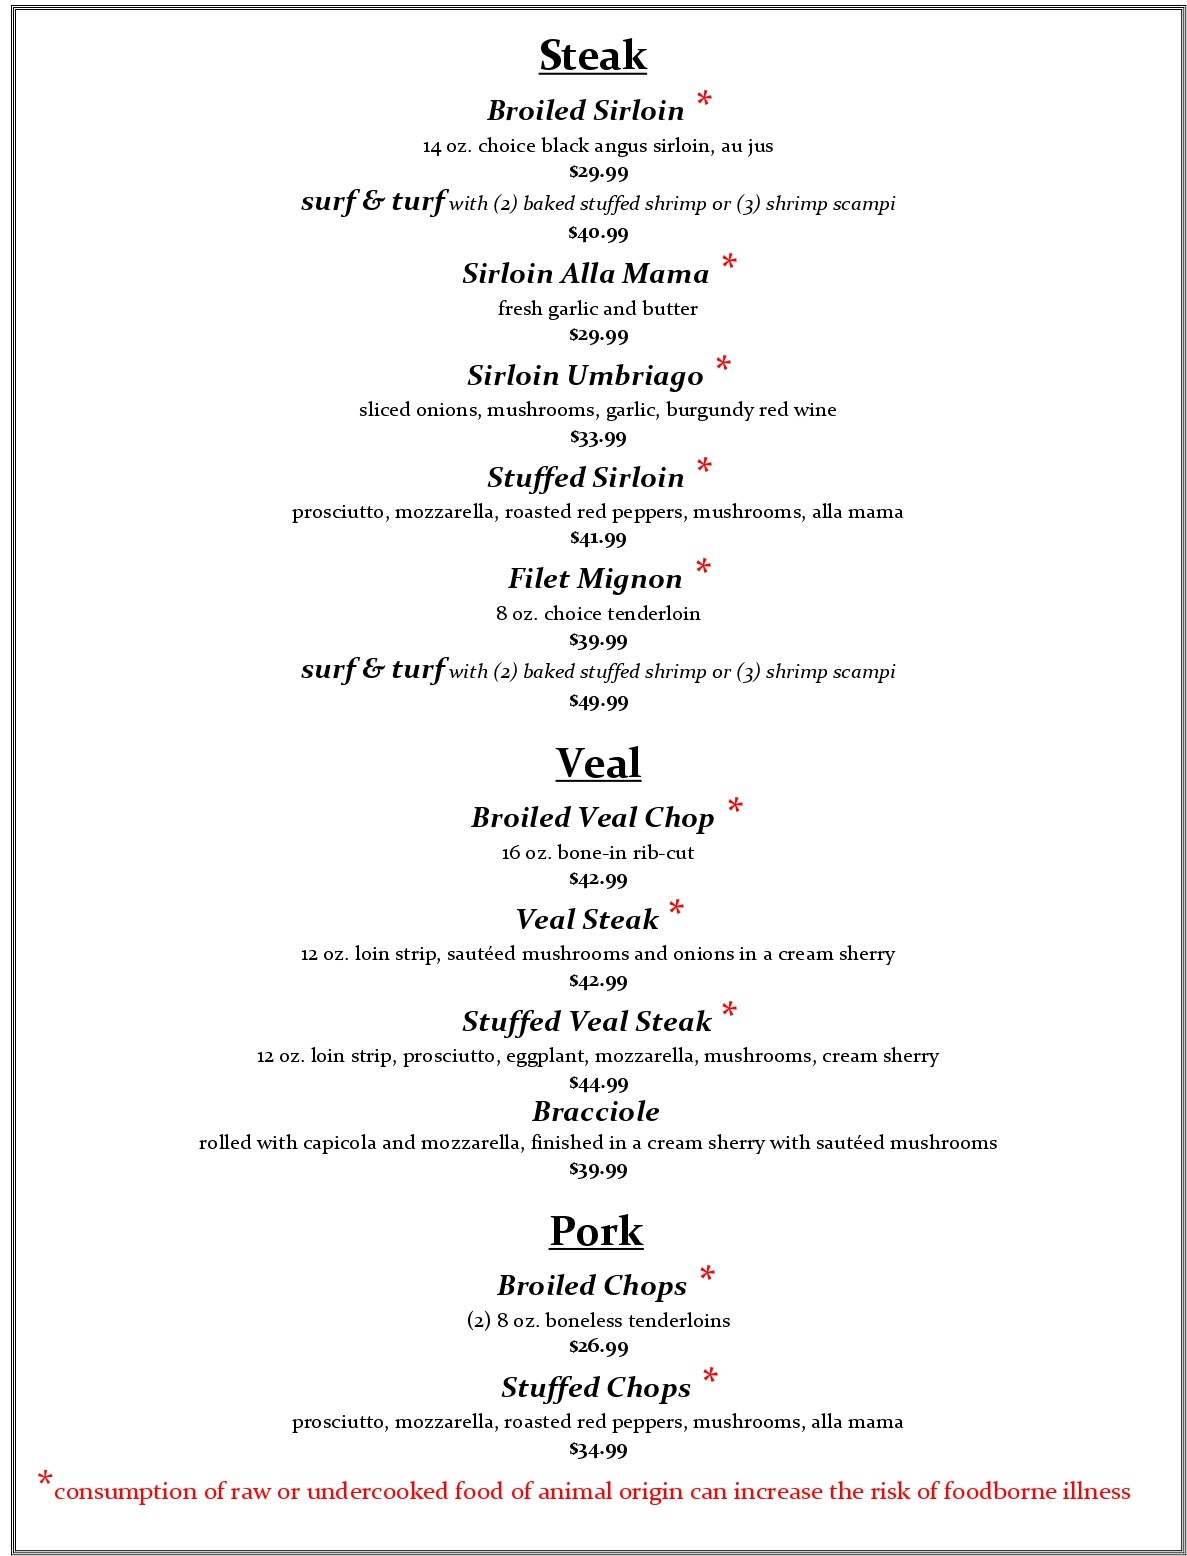 Steak
Broiled Sirloin *
14 oz. choice black angus sirloin, au jus
$29.99
surf & turf with (2) baked stuffed shrimp or (3) shrimp scampi
$40.99
Sirloin Alla Mama *
fresh garlic and butter
$29.99
Sirloin Umbriago *
sliced onions, mushrooms, garlic, burgundy red wine
$33.99
Stuffed Sirloin *
prosciutto, mozzarella, roasted red peppers, mushrooms, alla mama
$41.99
Filet Mignon *
8 oz. choice tenderloin
$39.99
surf & turf with (2) baked stuffed shrimp or (3) shrimp scampi
$49.99
Veal
Broiled Veal Chop *
16 oz. bone-in rib-cut
$42.99
Veal Steak *
12 oz. loin strip, sautéed mushrooms and onions in a cream sherry
$42.99
Stuffed Veal Steak *
12 oz. loin strip, prosciutto, eggplant, mozzarella, mushrooms, cream sherry
$44.99
Bracciole
rolled with capicola and mozzarella, finished in a cream sherry with sautéed mushrooms
$39.99
Pork
Broiled Chops *
(2) 8 oz. boneless tenderloins
$26.99
Stuffed Chops *
prosciutto, mozzarella, roasted red peppers, mushrooms, alla mama
$34.99
*consumption of raw or undercooked food of animal origin can increase the risk of foodborne illness